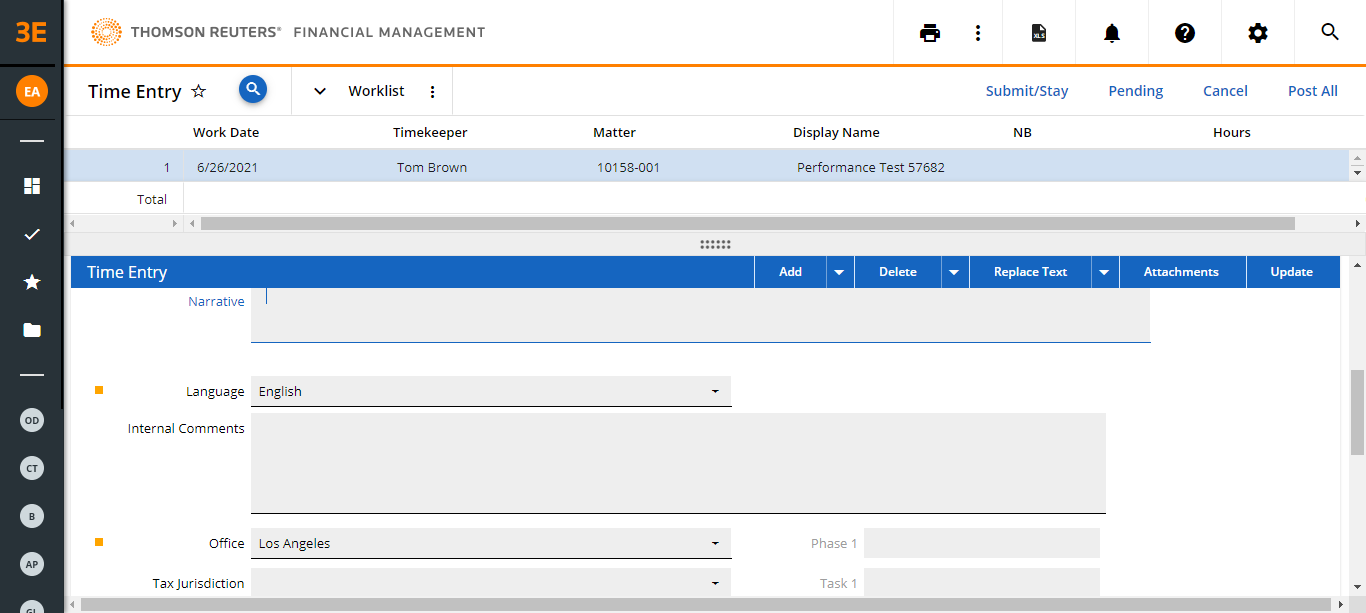 3E
THOMSON REUTERS® FINANCIAL MANAGEMENT
XLS
EA
Time Entry
Worklist
Submit/Stay Pending Cancel Post All
Work Date Timekeeper Matter Display Name NB Hours
1 6/26/2021 Tom Brown 10158-001 Performance Test 57682
Total
Time Entry Add Delete Replace Text Attachments Update
Narrative
Language English
Internal Comments
OD
CT
B
Office Los Angeles Phase 1
AP
Tax Jurisdiction Task 1
GL